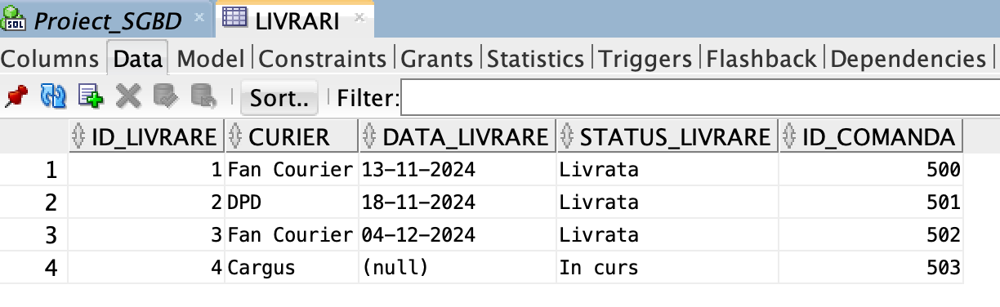 SQL Proiect_SGBD × LIVRARI ×
Columns Data Model Constraints Grants Statistics Triggers Flashback Dependencies
Sort.. Filter:
ID_LIVRARE CURIER DATA_LIVRARE STATUS_LIVRARE ID_COMANDA
1 1 Fan Courier 13-11-2024 Livrata 500
2 2 DPD 18-11-2024 Livrata 501
3 3 Fan Courier 04-12-2024 Livrata 502
4 4 Cargus (null) In curs 503